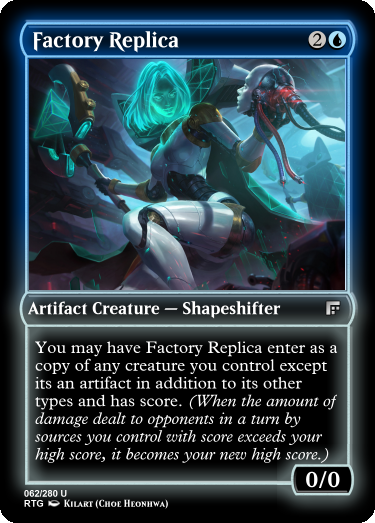 Factory Replica 2
Artifact Creature — Shapeshifter
You may have Factory Replica enter as a
copy of any creature you control except
its an artifact in addition to its other
types and has score. (When the amount of
damage dealt to opponents in a turn by
sources you control with score exceeds your
high score, it becomes your new high score.)
0/0
062/280 U
RTG Kilart (Choe Heonhwa)